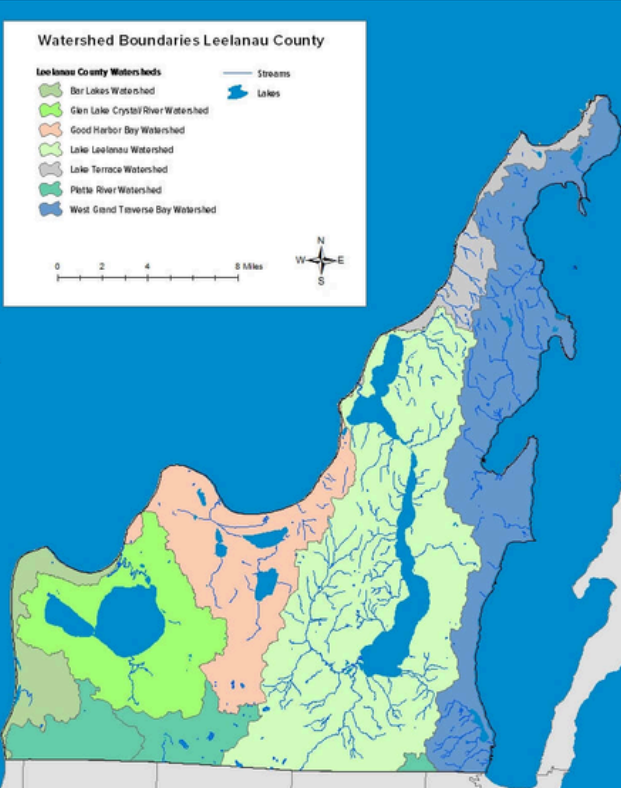 Watershed Boundaries Leelanau County
Leelanau County Watersheds
Bar Lakes Watershed
Glen Lake Crystal/River Watershed
Good Harbor Bay Watershed
Lake Leelanau Watershed
Lake Terrace Watershed
Platte River Watershed
West Grand Traverse Bay Watershed
Streams
Lakes
N
W E
S
0 2 4 8 Miles